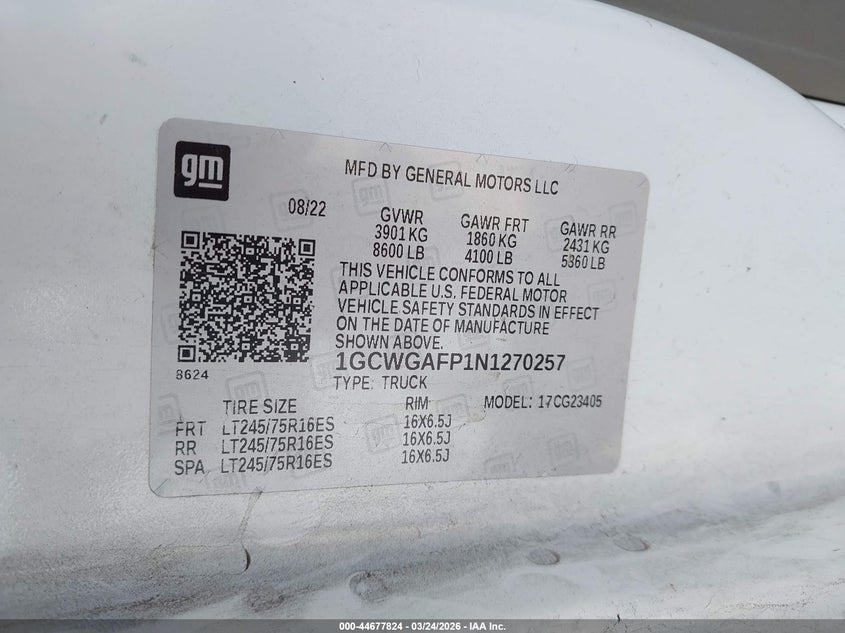 gm
MFD BY GENERAL MOTORS LLC
08/22
GVWR GAWR FRT GAWR RR
3901 KG 1860 KG 2431 KG
8600 LB 4100 LB 5360 LB
THIS VEHICLE CONFORMS TO ALL
APPLICABLE U.S. FEDERAL MOTOR
VEHICLE SAFETY STANDARDS IN EFFECT
ON THE DATE OF MANUFACTURE
SHOWN ABOVE.
8624
1GCWGAFP1N1270257
TYPE: TRUCK
TIRE SIZE RIM MODEL: 17CG23405
FRT LT245/75R16ES 16X6.5J
RR LT245/75R16ES 16X6.5J
SPA LT245/75R16ES 16X6.5J
000-44677824 | 03/24/2026 – IAA Inc.